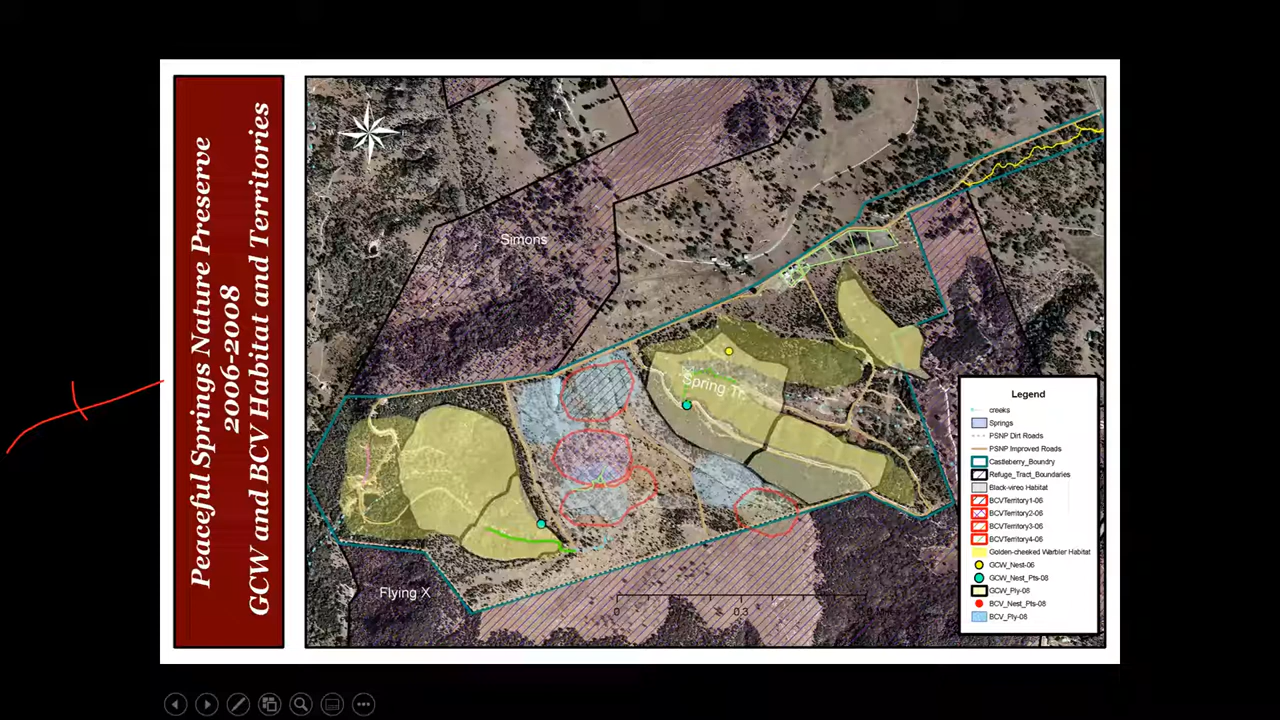 Peaceful Springs Nature Preserve
2006-2008
GCW and BCV Habitat and Territories
Simons
Spring Tr.
Flying X
0
0.3
Legend
creeks
Springs
PSNP Dirt Roads
PSNP Improved Roads
Castleberry_Boundry
Refuge_Tract_Boundaries
Black-vireo Habitat
BCVTerritory1-06
BCVTerritory2-06
BCVTerritory3-06
BCVTerritory4-06
Golden-cheeked Warbler Habitat
GCW_Nest-06
GCW_Nest_Pts-08
GCW_Ply-08
BCV_Nest_Pts-08
BCV_Ply-08